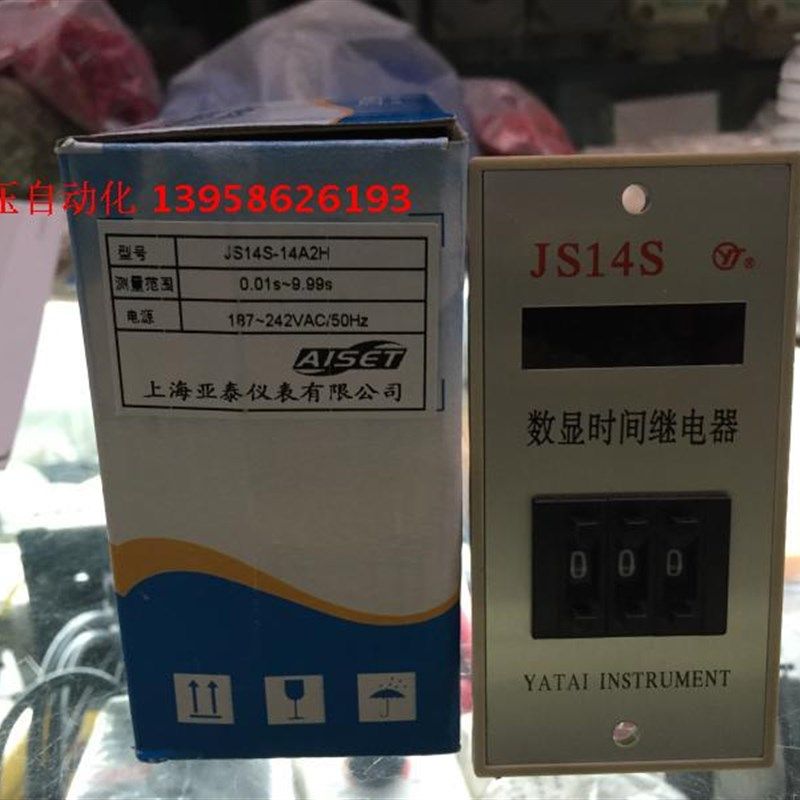 压自动化 13958626193
型号 JS14S-14A2H
测量范围 0.01s~9.99s
电源 187~242VAC/50Hz
AISET
上海亚泰仪表有限公司
JS14S YT®
数显时间继电器
0 0 0
YATAI INSTRUMENT